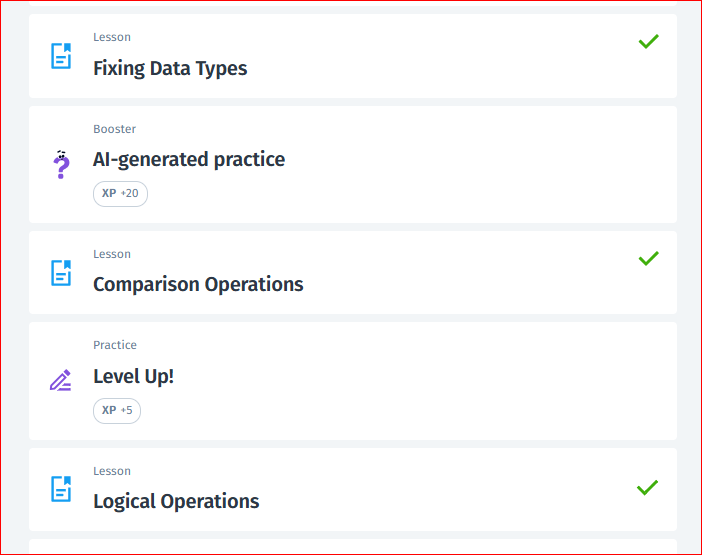 Lesson
Fixing Data Types
Booster
AI-generated practice
XP +20
Lesson
Comparison Operations
Practice
Level Up!
XP +5
Lesson
Logical Operations